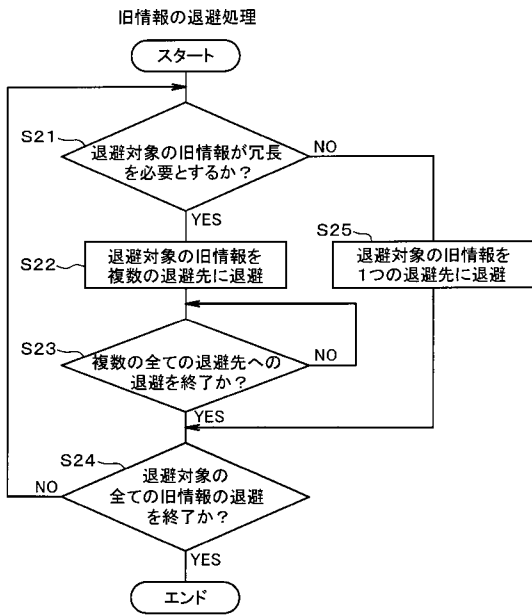 旧情報の退避処理
スタート
S21
退避対象の旧情報が冗長
を必要とするか？
NO
YES
S22
退避対象の旧情報を
複数の退避先に退避
S25
退避対象の旧情報を
1つの退避先に退避
S23
複数の全ての退避先への
退避を終了か？
NO
YES
S24
退避対象の
全ての旧情報の退避
を終了か？
NO
YES
エンド